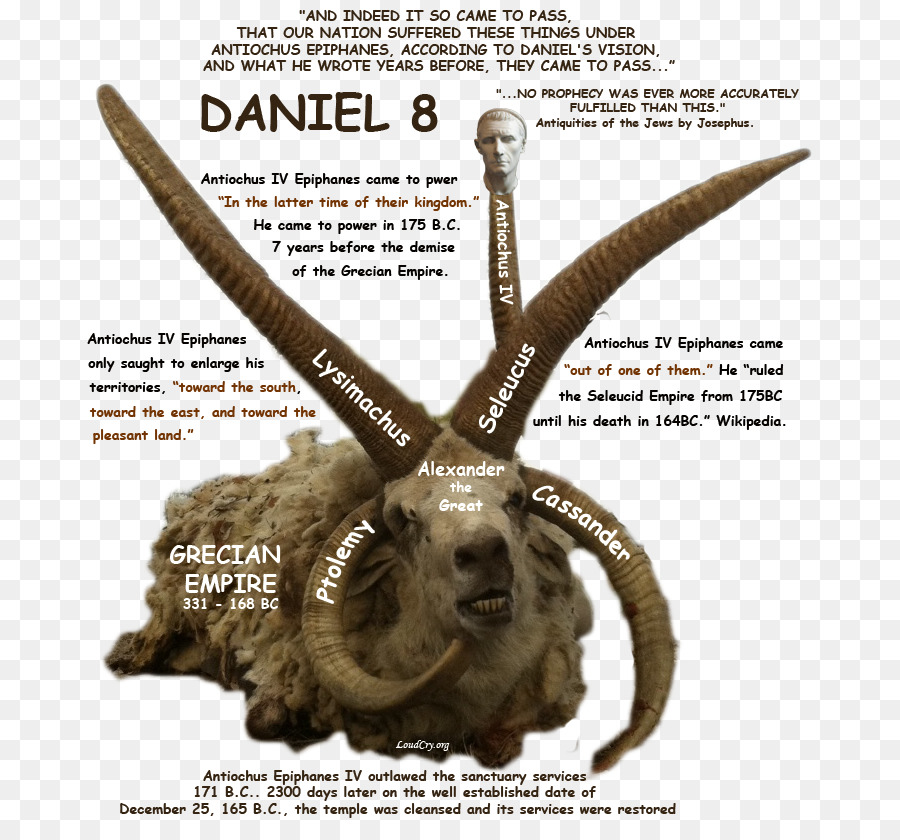 "AND INDEED IT SO CAME TO PASS,
THAT OUR NATION SUFFERED THESE THINGS UNDER
ANTIOCHUS EPIPHANES, ACCORDING TO DANIEL'S VISION,
AND WHAT HE WROTE YEARS BEFORE, THEY CAME TO PASS..."
DANIEL 8
"...NO PROPHECY WAS EVER MORE ACCURATELY
FULFILLED THAN THIS."
Antiquities of the Jews by Josephus.
Antiochus IV Epiphanes came to pwer
“In the latter time of their kingdom.”
He came to power in 175 B.C.
7 years before the demise
of the Grecian Empire.
Antiochus IV
Antiochus IV Epiphanes
only saught to enlarge his
territories, “toward the south,
toward the east, and toward the
pleasant land.”
Lysimachus
Seleucus
Antiochus IV Epiphanes came
“out of one of them.” He “ruled
the Seleucid Empire from 175BC
until his death in 164BC.” Wikipedia.
Alexander
the
Great
Ptolemy
Cassander
GRECIAN
EMPIRE
331 - 168 BC
LoudCry.org
Antiochus Epiphanes IV outlawed the sanctuary services
171 B.C.. 2300 days later on the well established date of
December 25, 165 B.C., the temple was cleansed and its services were restored